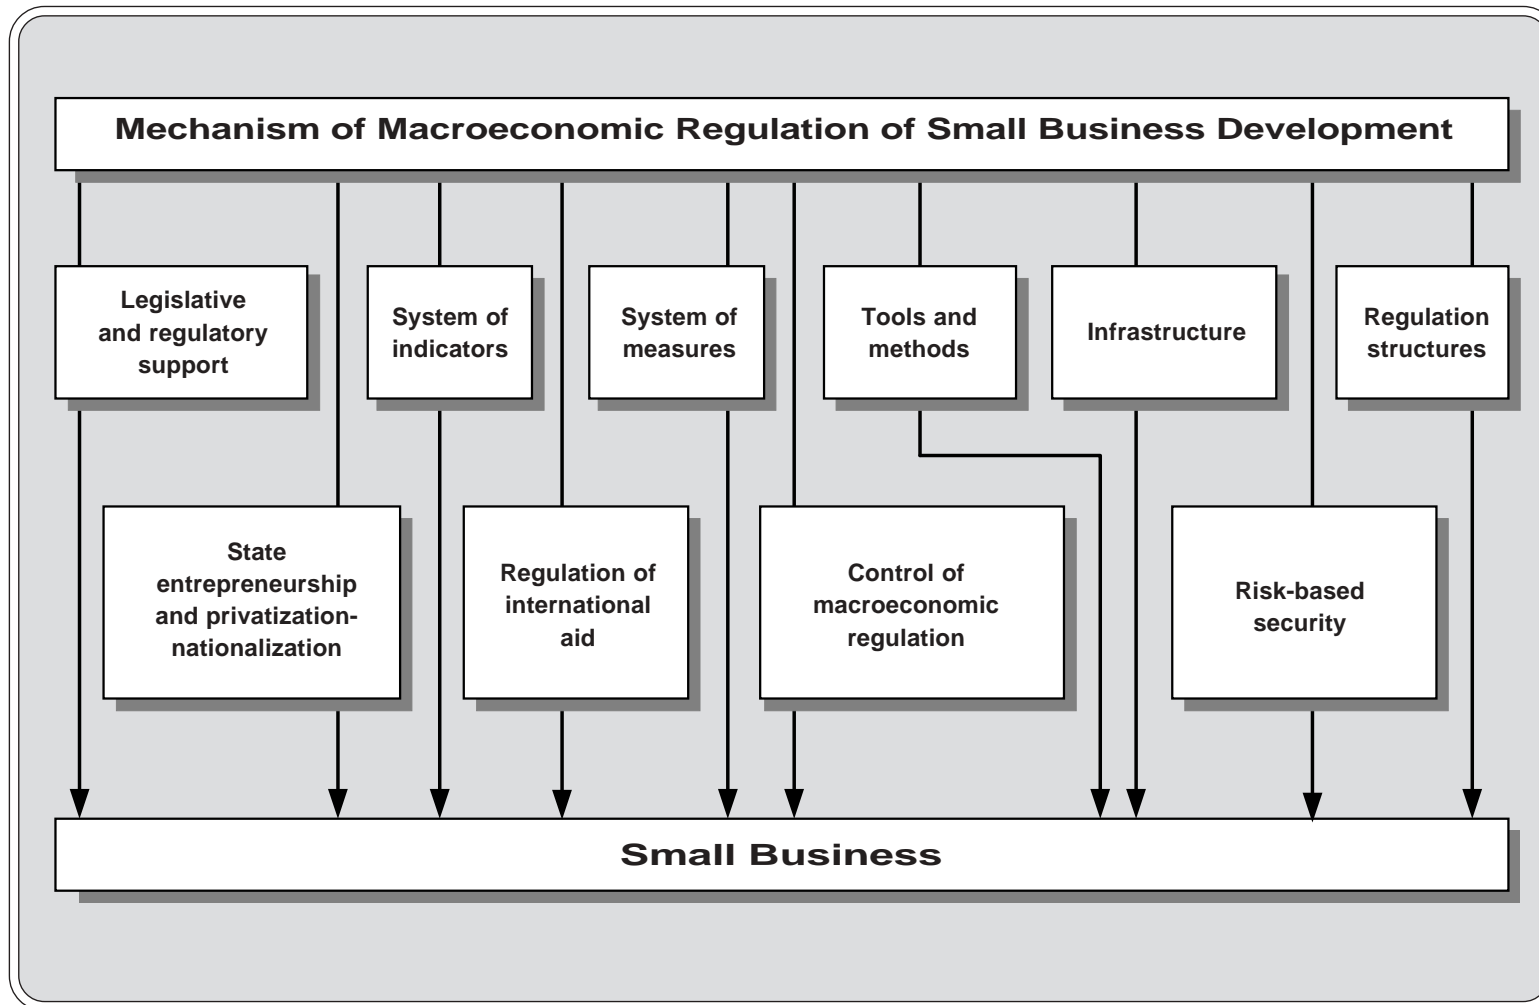 Mechanism of Macroeconomic Regulation of Small Business Development
Legislative
and regulatory
support
System of
indicators
System of
measures
Tools and
methods
Infrastructure
Regulation
structures
State
entrepreneurship
and privatization-
nationalization
Regulation of
international
aid
Control of
macroeconomic
regulation
Risk-based
security
Small Business